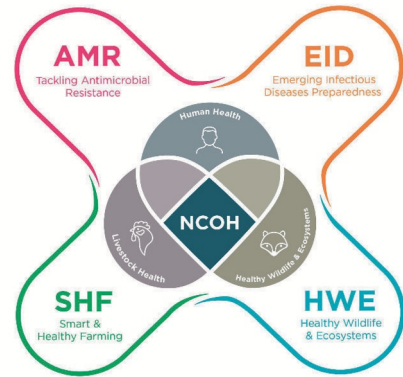 AMR
Tackling Antimicrobial
Resistance
EID
Emerging Infectious
Diseases Preparedness
Human Health
NCOH
Livestock Health
Healthy Wildlife & Ecosystems
SHF
Smart &
Healthy Farming
HWE
Healthy Wildlife
& Ecosystems